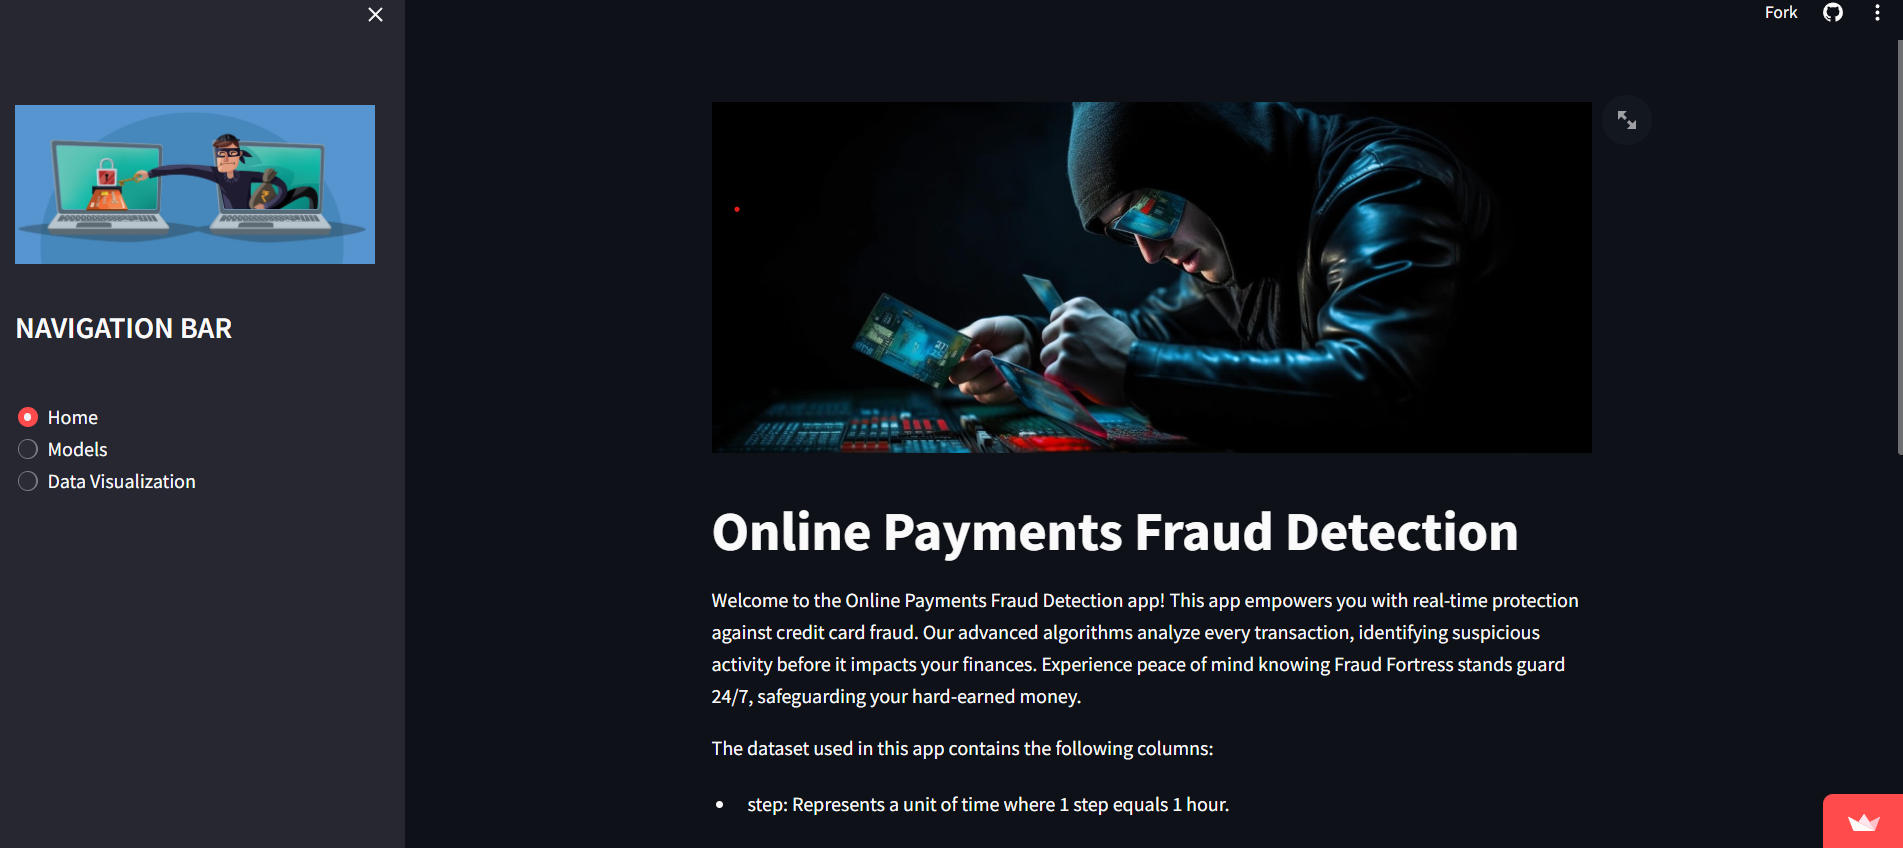 Fork
NAVIGATION BAR
Home
Models
Data Visualization
Online Payments Fraud Detection
Welcome to the Online Payments Fraud Detection app! This app empowers you with real-time protection
against credit card fraud. Our advanced algorithms analyze every transaction, identifying suspicious
activity before it impacts your finances. Experience peace of mind knowing Fraud Fortress stands guard
24/7, safeguarding your hard-earned money.
The dataset used in this app contains the following columns:
• step: Represents a unit of time where 1 step equals 1 hour.